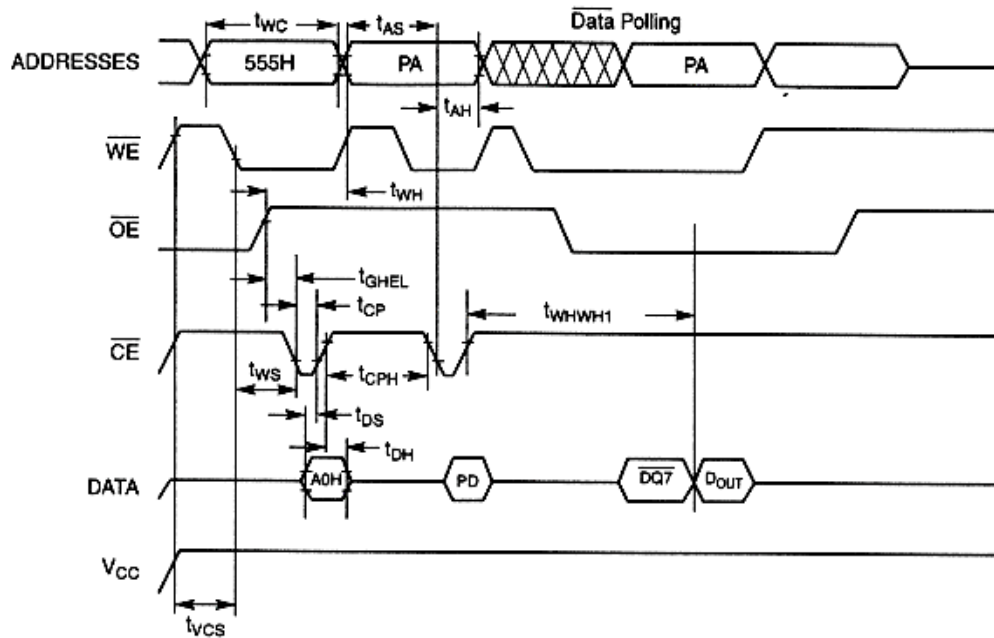 tWC
tAS
Data Polling
ADDRESSES
555H
PA
PA
tAH
WE
tWH
OE
tGHEL
tCP
tWHWH1
CE
tWS
tCPH
tDS
tDH
DATA
A0H
PD
DQ7
DOUT
VCC
tVCS